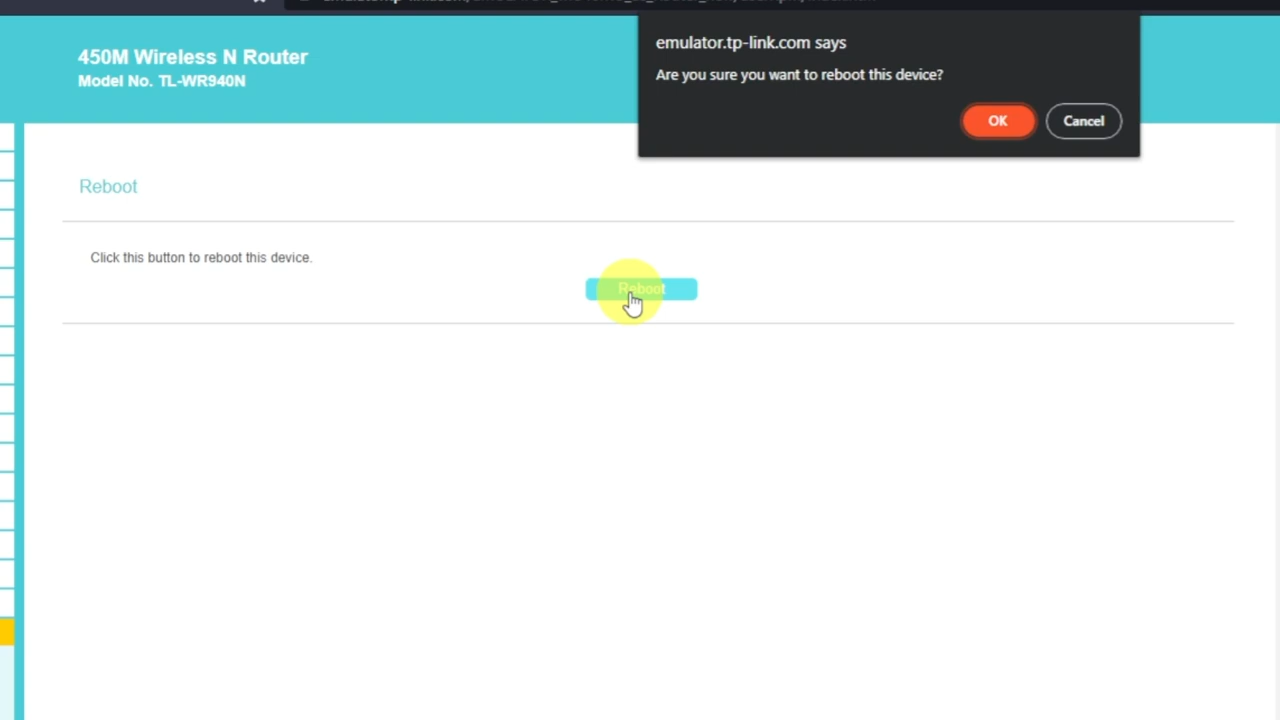 450M Wireless N Router
Model No. TL-WR940N
emulator.tp-link.com says
Are you sure you want to reboot this device?
OK
Cancel
Reboot
Click this button to reboot this device.
Reboot